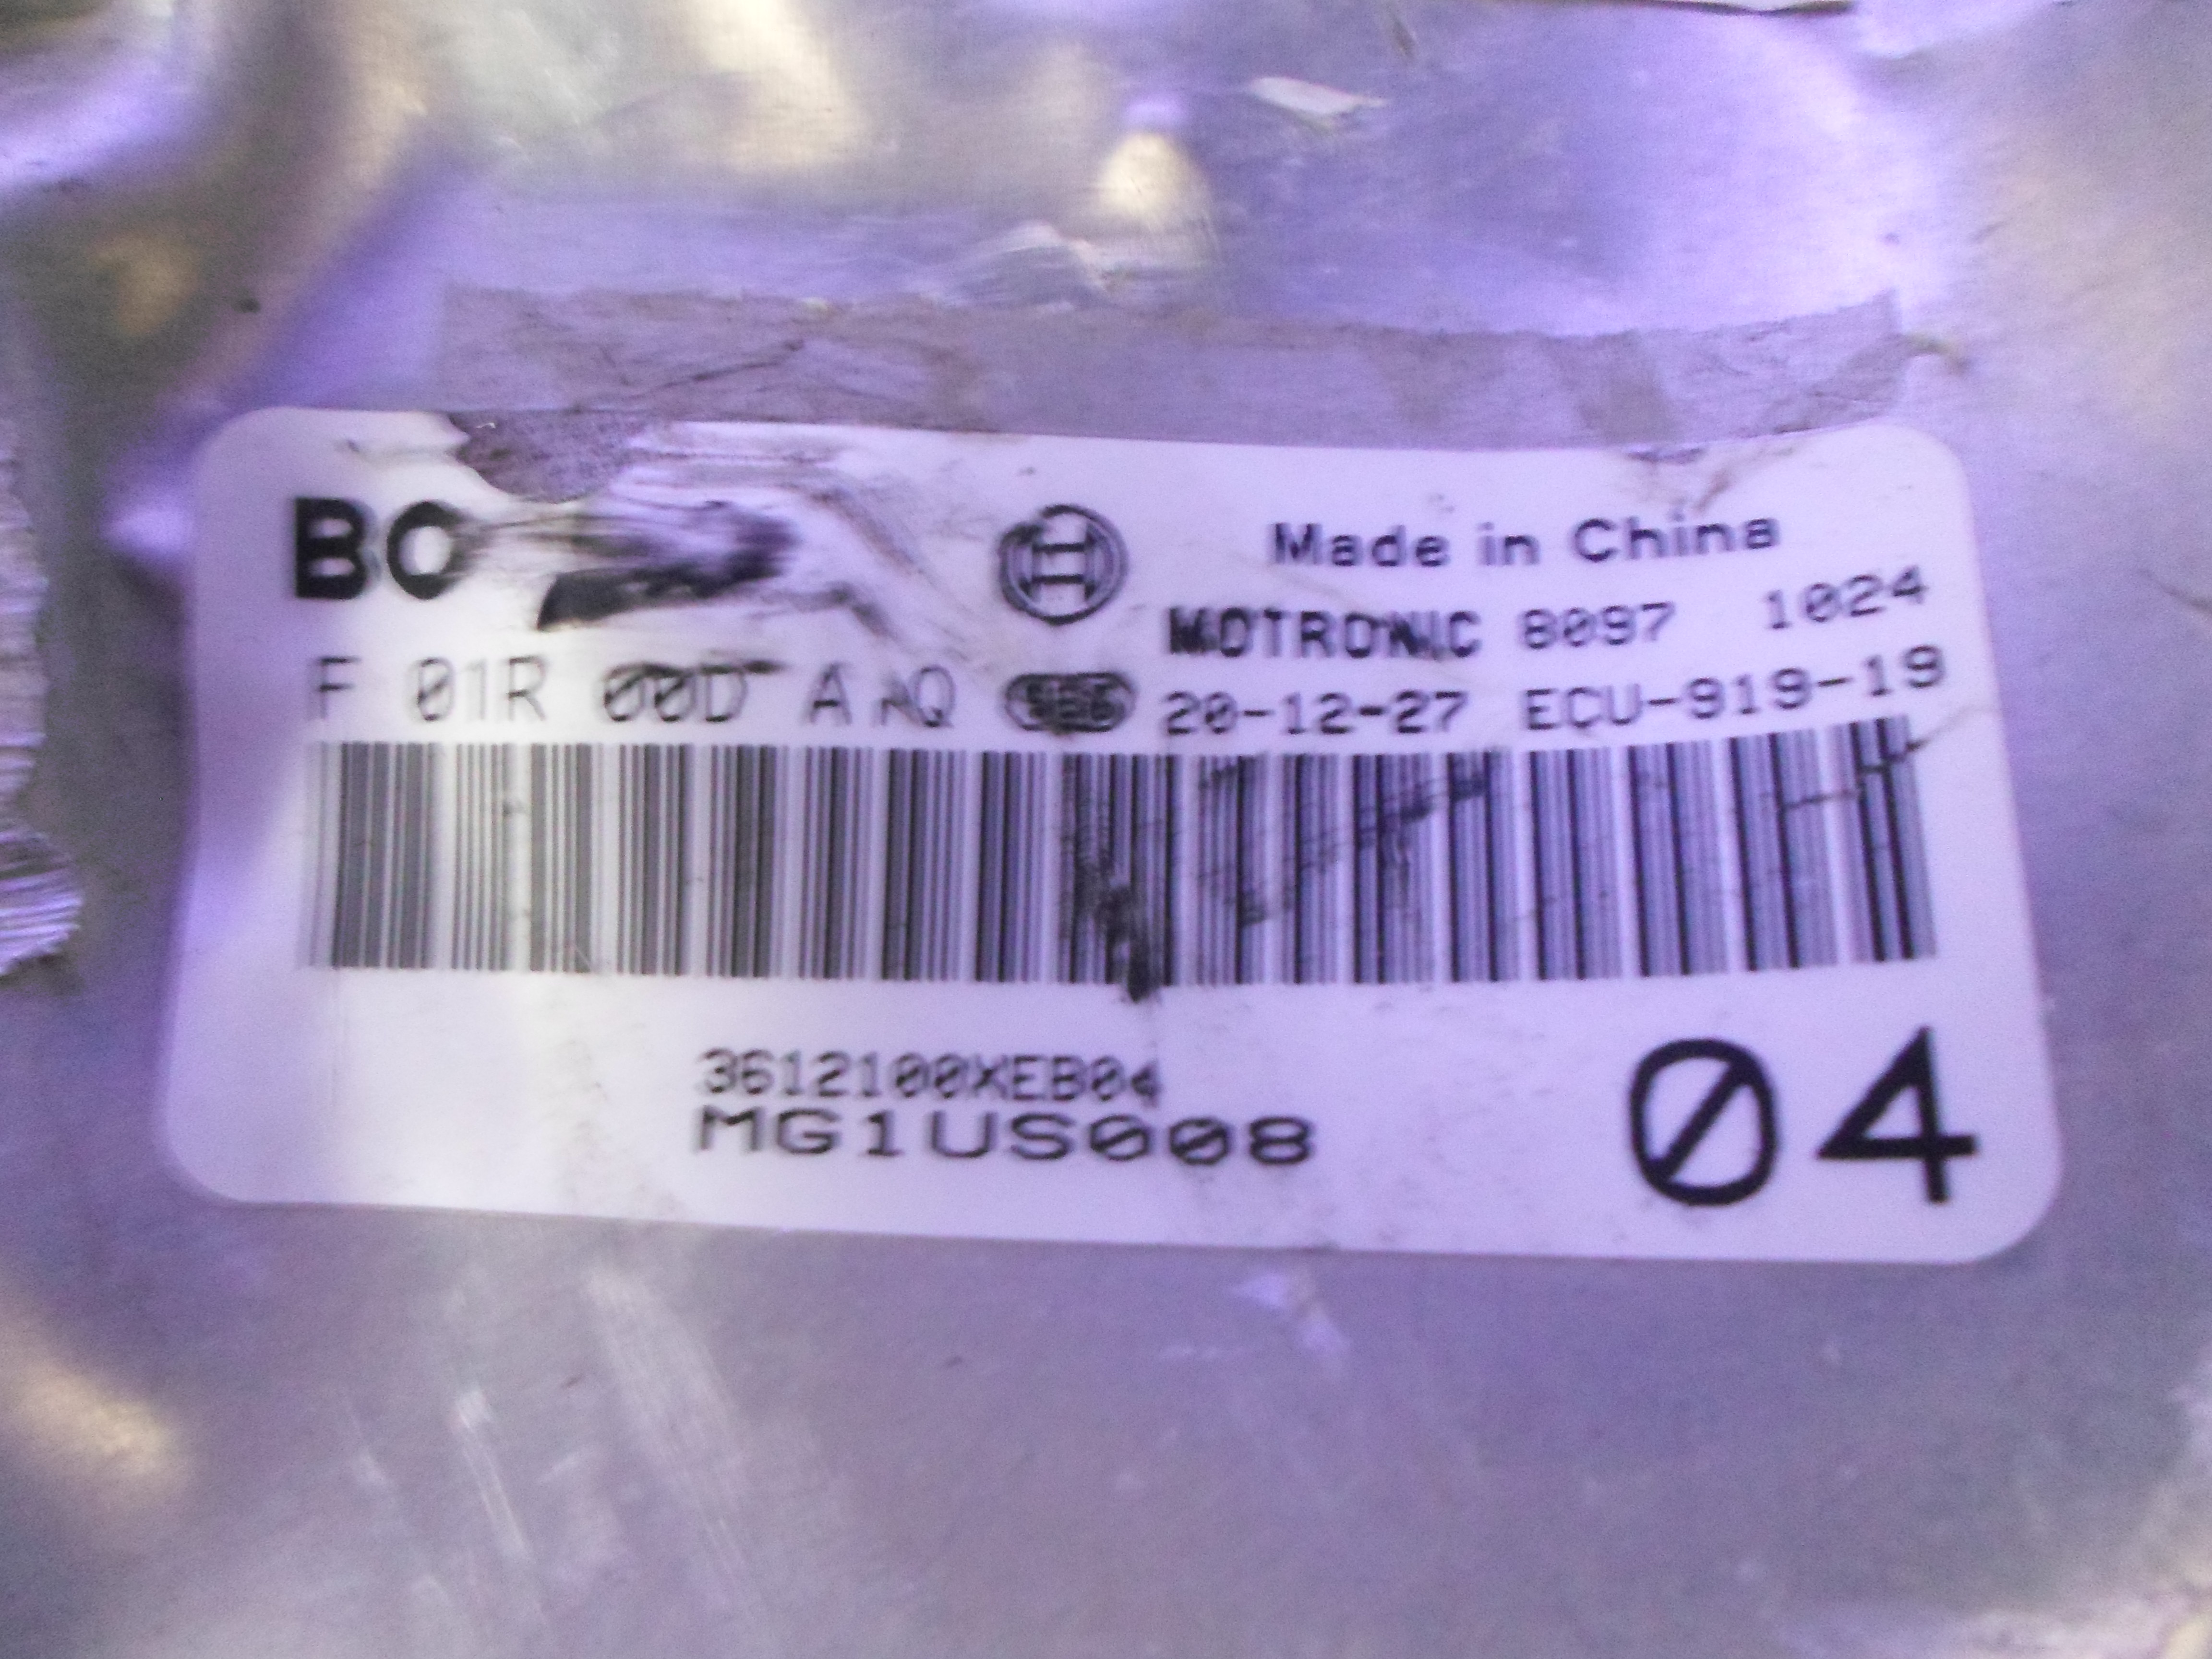 BO
Made in China
MOTRONIC 8097 1024
F 01R 00D A Q
20-12-27 ECU-919-19
3612100XEB04
MG1US008
04